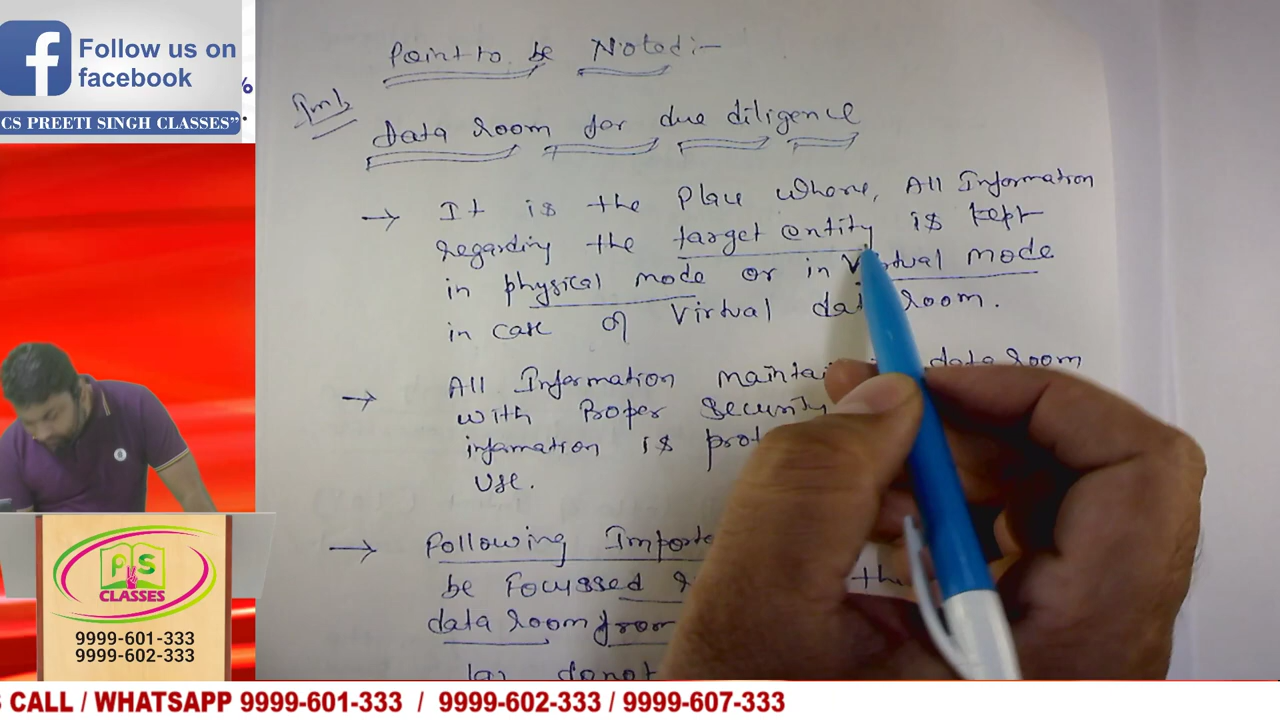 Follow us on
facebook
CS PREETI SINGH CLASSES”
%
Point to be Noted:-
Imp
Data Room for due diligence
→ It is the Place where, All Information
regarding the target entity is kept
in physical mode or in Virtual mode
in case of Virtual data room.
→ All Information data room
with Proper Security
infamation is
use.
→ Following
be Focussed the
data room from
(a) donot
PS
CLASSES
9999-601-333
9999-602-333
CALL / WHATSAPP 9999-601-333 / 9999-602-333 / 9999-607-333